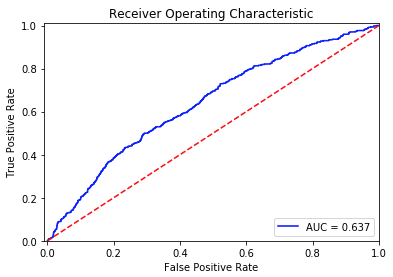 Receiver Operating Characteristic
1.0
0.8
0.6
0.4
0.2
0.0
True Positive Rate
AUC = 0.637
0.0 0.2 0.4 0.6 0.8 1.0
False Positive Rate